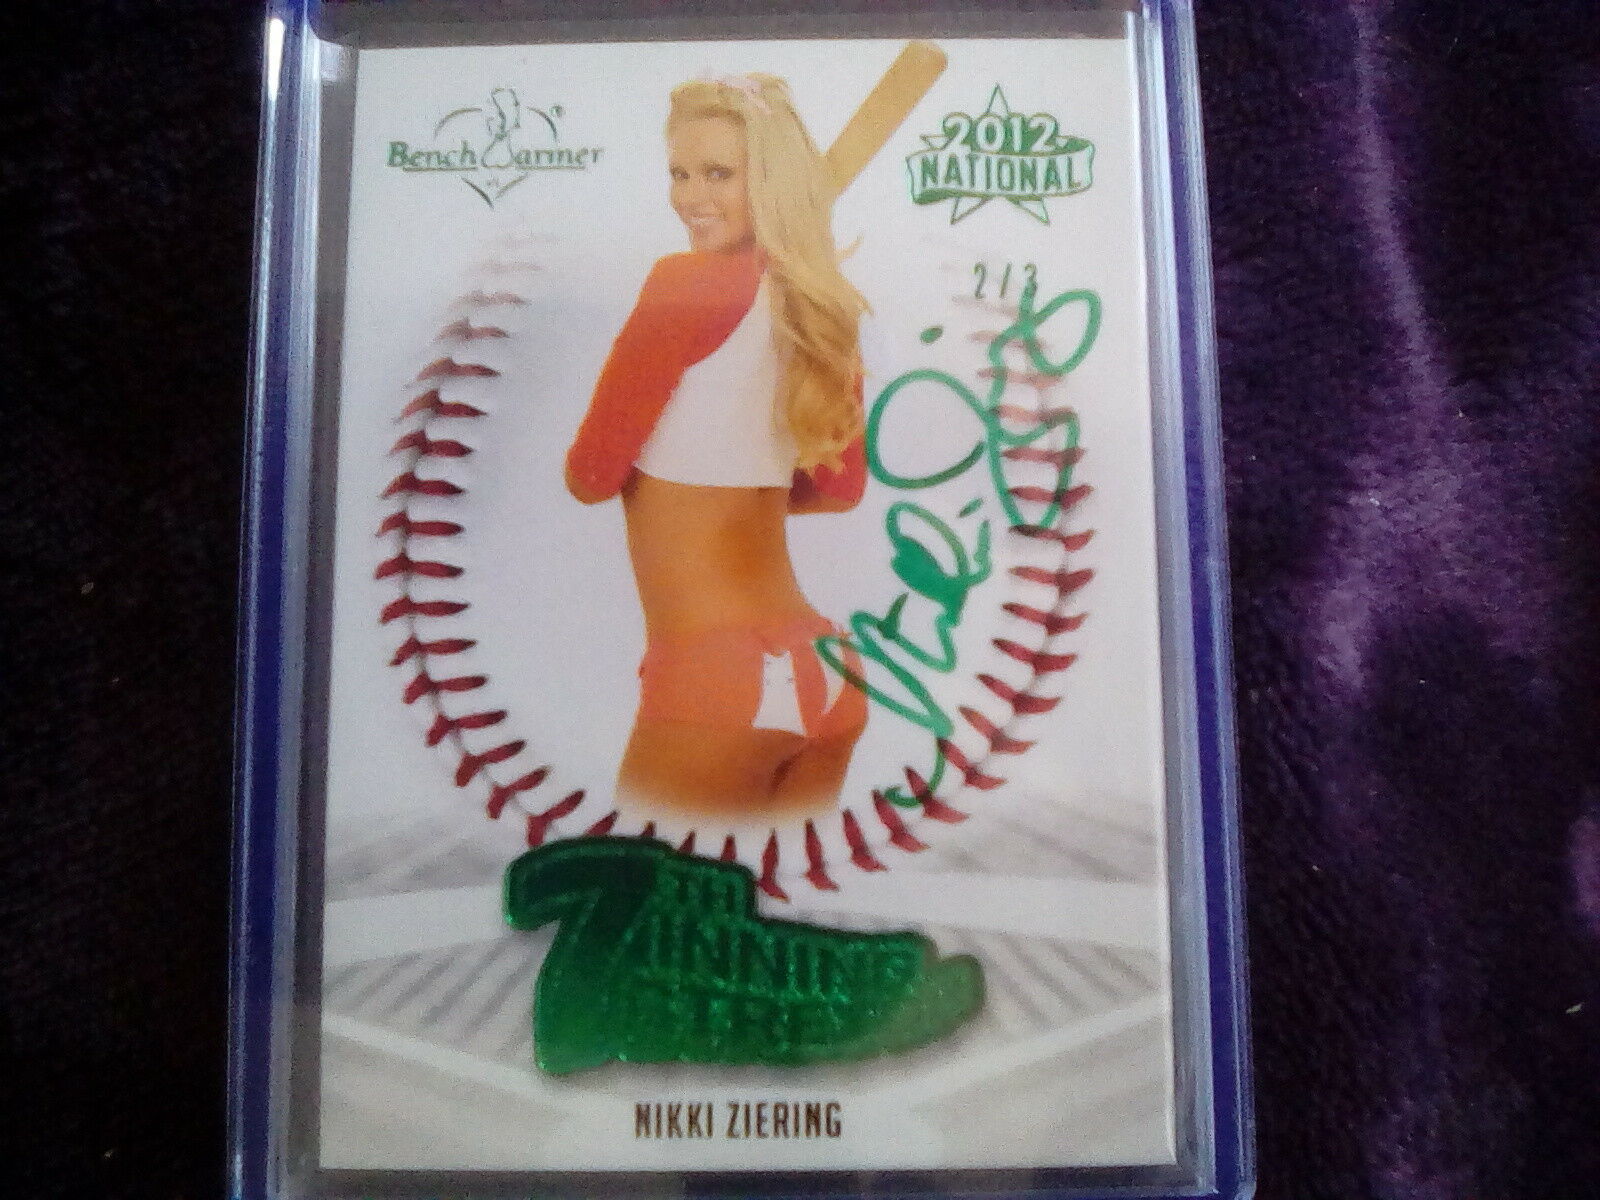 BenchWarmer
2012
NATIONAL
2/3
7TH
INNING
STRETCH
NIKKI ZIERING